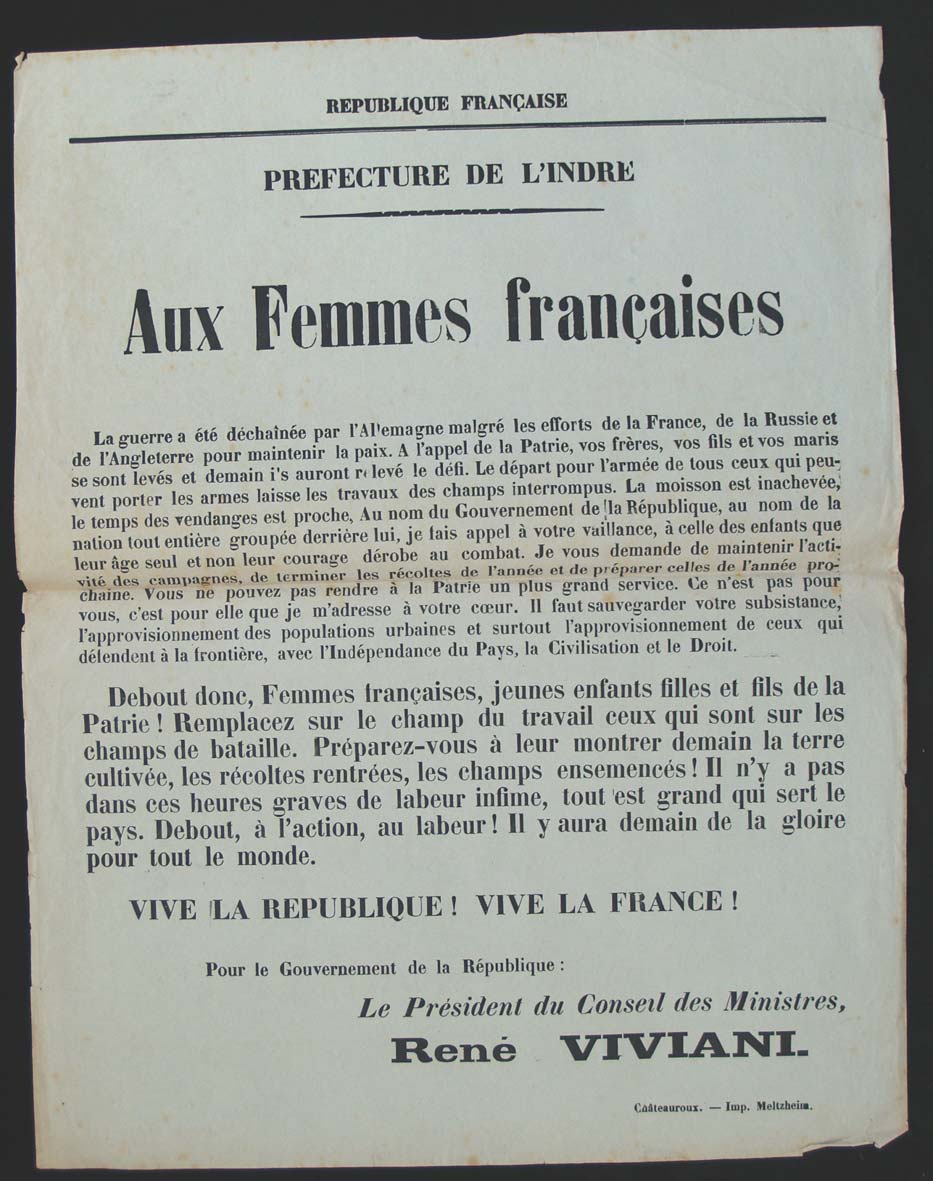 REPUBLIQUE FRANÇAISE
PREFECTURE DE L'INDRE
Aux Femmes françaises
La guerre a été déchaînée par l'Al'emagne malgré les efforts de la France, de la Russie et
de l'Angleterre pour maintenir la paix. A l'appel de la Patrie, vos frères, vos fils et vos maris
se sont levés et demain i's auront relevé le défi. Le départ pour l'armée de tous ceux qui peu-
vent porter les armes laisse les travaux des champs interrompus. La moisson est inachevée,
le temps des vendanges est proche, Au nom du Gouvernement de la République, au nom de la
nation tout entière groupée derrière lui, je fais appel à votre vaillance, à celle des enfants que
leur âge seul et non leur courage dérobe au combat. Je vous demande de maintenir l'acti-
vité des campagnes, de terminer les récoltes de l'année et de préparer celles de l'année pro-
chaine. Vous ne pouvez pas rendre à la Patrie un plus grand service. Ce n'est pas pour
vous, c'est pour elle que je m'adresse à votre cœur. Il faut sauvegarder votre subsistance,
l'approvisionnement des populations urbaines et surtout l'approvisionnement de ceux qui
défendent à la frontière, avec l'Indépendance du Pays, la Civilisation et le Droit.
Debout donc, Femmes françaises, jeunes enfants filles et fils de la
Patrie ! Remplacez sur le champ du travail ceux qui sont sur les
champs de bataille. Préparez-vous à leur montrer demain la terre
cultivée, les récoltes rentrées, les champs ensemencés ! Il n'y a pas
dans ces heures graves de labeur infime, tout est grand qui sert le
pays. Debout, à l'action, au labeur ! Il y aura demain de la gloire
pour tout le monde.
VIVE LA REPUBLIQUE ! VIVE LA FRANCE !
Pour le Gouvernement de la République :
Le Président du Conseil des Ministres,
René VIVIANI.
Châteauroux. — Imp. Meltzheim.